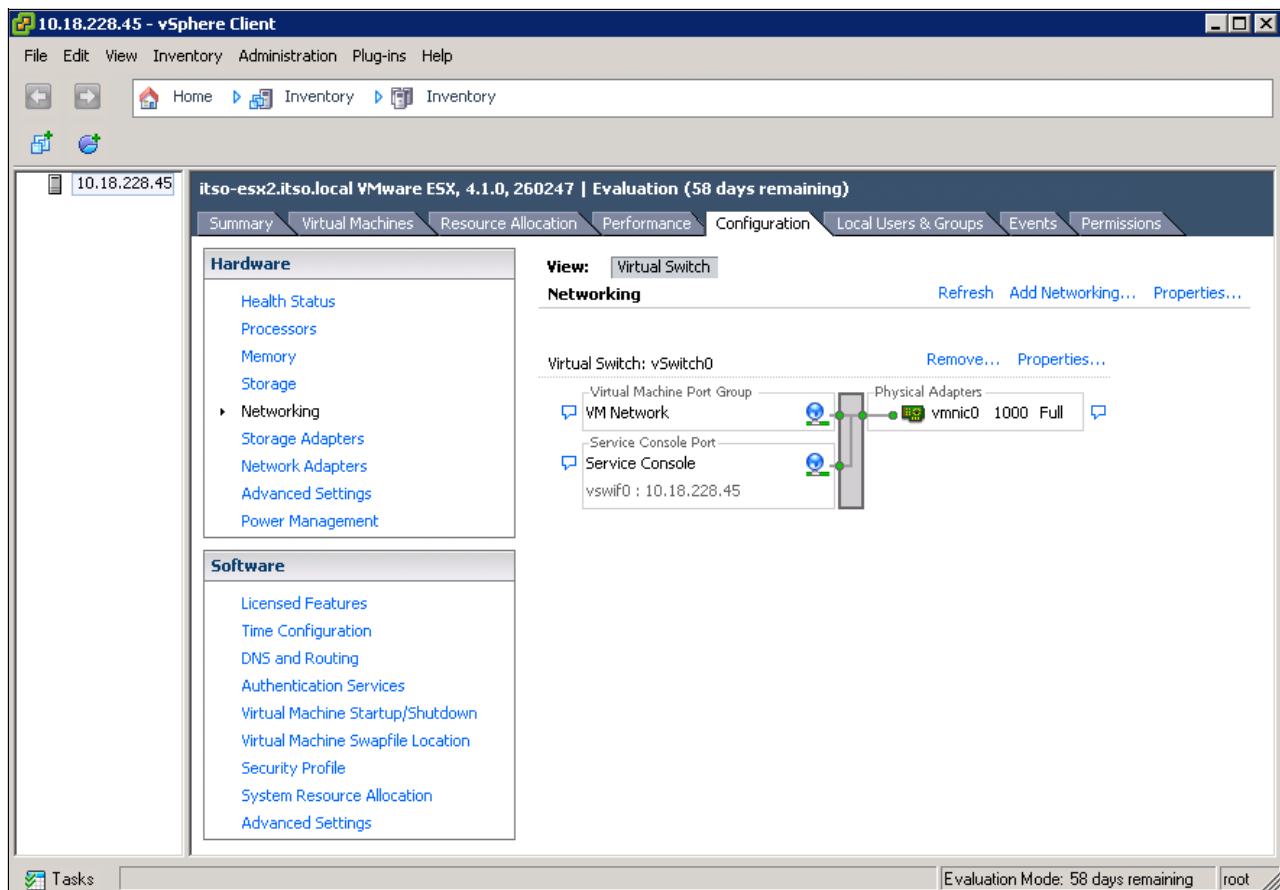 10.18.228.45 - vSphere Client
File Edit View Inventory Administration Plug-ins Help
Home Inventory Inventory
10.18.228.45
itso-esx2.itso.local VMware ESX, 4.1.0, 260247 | Evaluation (58 days remaining)
Summary Virtual Machines Resource Allocation Performance Configuration Local Users & Groups Events Permissions
Hardware
Health Status
Processors
Memory
Storage
Networking
Storage Adapters
Network Adapters
Advanced Settings
Power Management
Software
Licensed Features
Time Configuration
DNS and Routing
Authentication Services
Virtual Machine Startup/Shutdown
Virtual Machine Swapfile Location
Security Profile
System Resource Allocation
Advanced Settings
View: Virtual Switch
Networking Refresh Add Networking... Properties...
Virtual Switch: vSwitch0 Remove... Properties...
Virtual Machine Port Group
VM Network
Service Console Port
Service Console
vswif0 : 10.18.228.45
Physical Adapters
vmnic0 1000 Full
Tasks Evaluation Mode: 58 days remaining root